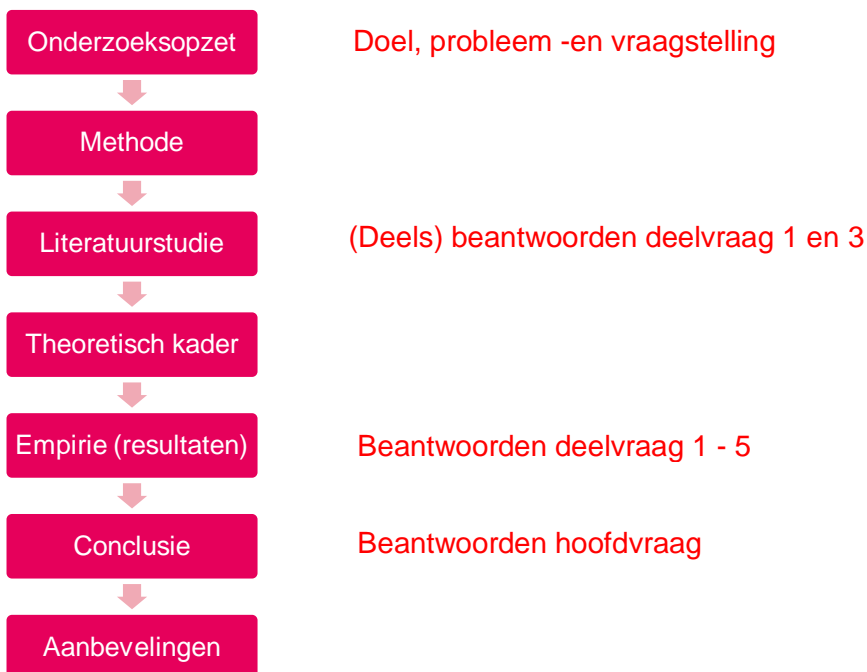 Onderzoeksopzet
Doel, probleem -en vraagstelling
Methode
Literatuurstudie
(Deels) beantwoorden deelvraag 1 en 3
Theoretisch kader
Empirie (resultaten)
Beantwoorden deelvraag 1 - 5
Conclusie
Beantwoorden hoofdvraag
Aanbevelingen